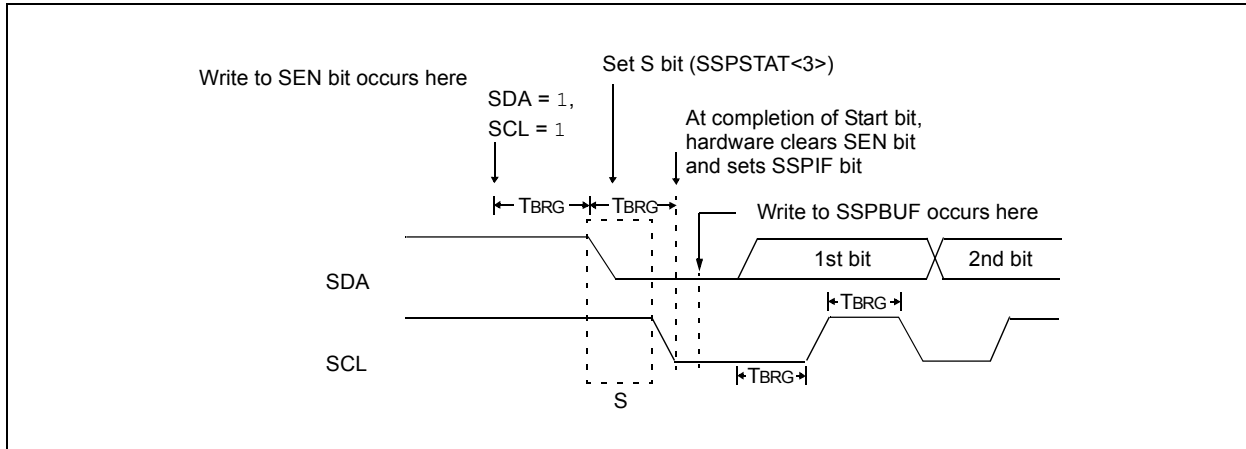 Write to SEN bit occurs here
Set S bit (SSPSTAT<3>)
SDA = 1,
SCL = 1
At completion of Start bit,
hardware clears SEN bit
and sets SSPIF bit
TBRG TBRG
Write to SSPBUF occurs here
SDA
1st bit
2nd bit
TBRG
SCL
TBRG
S